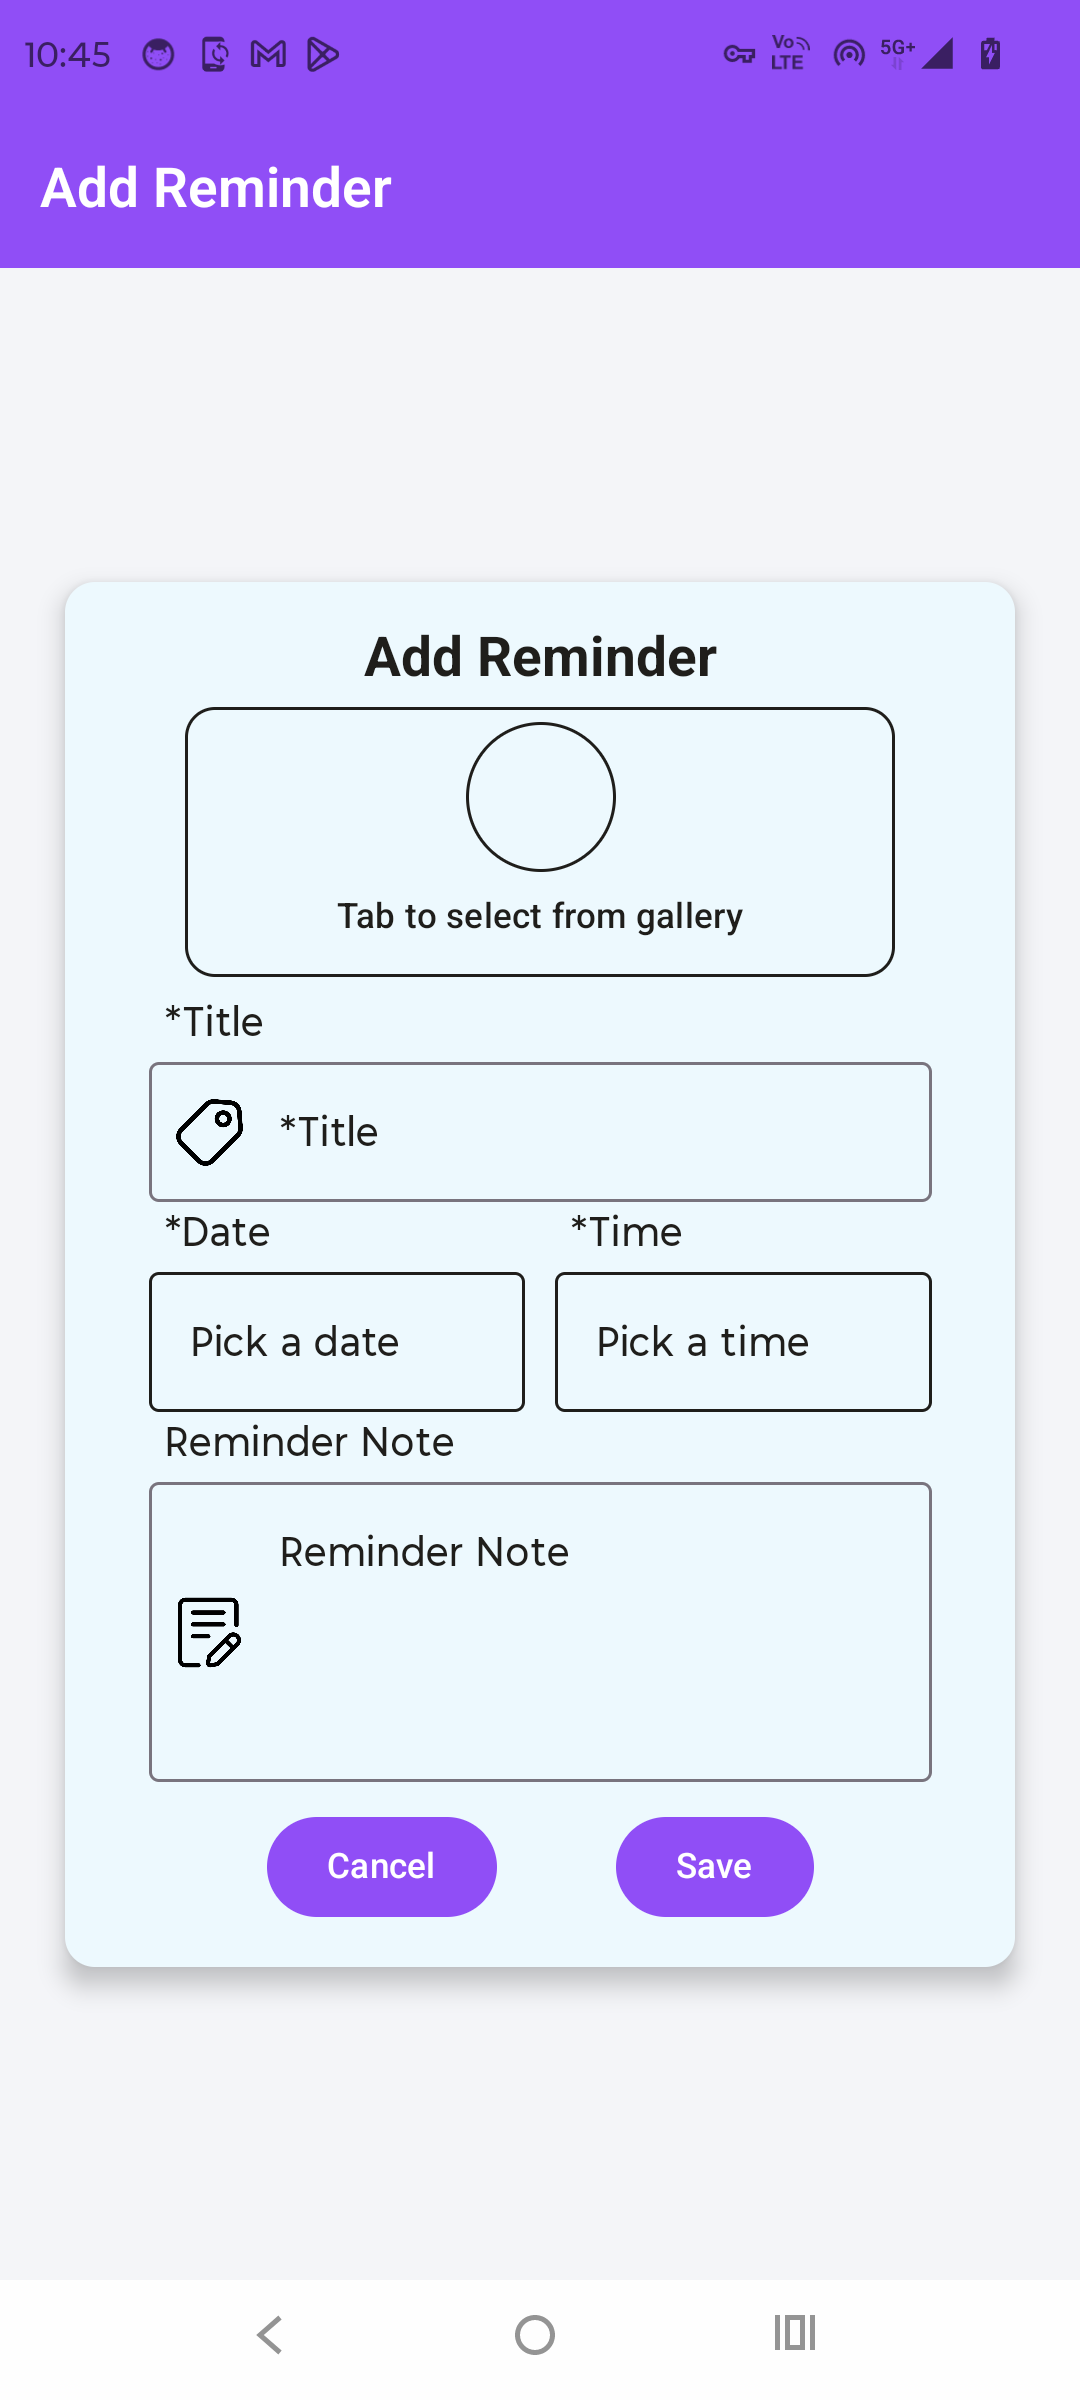 10:45 Vo LTE 5G+
Add Reminder
Add Reminder
Tab to select from gallery
*Title
*Title
*Date *Time
Pick a date Pick a time
Reminder Note
Reminder Note
Cancel Save